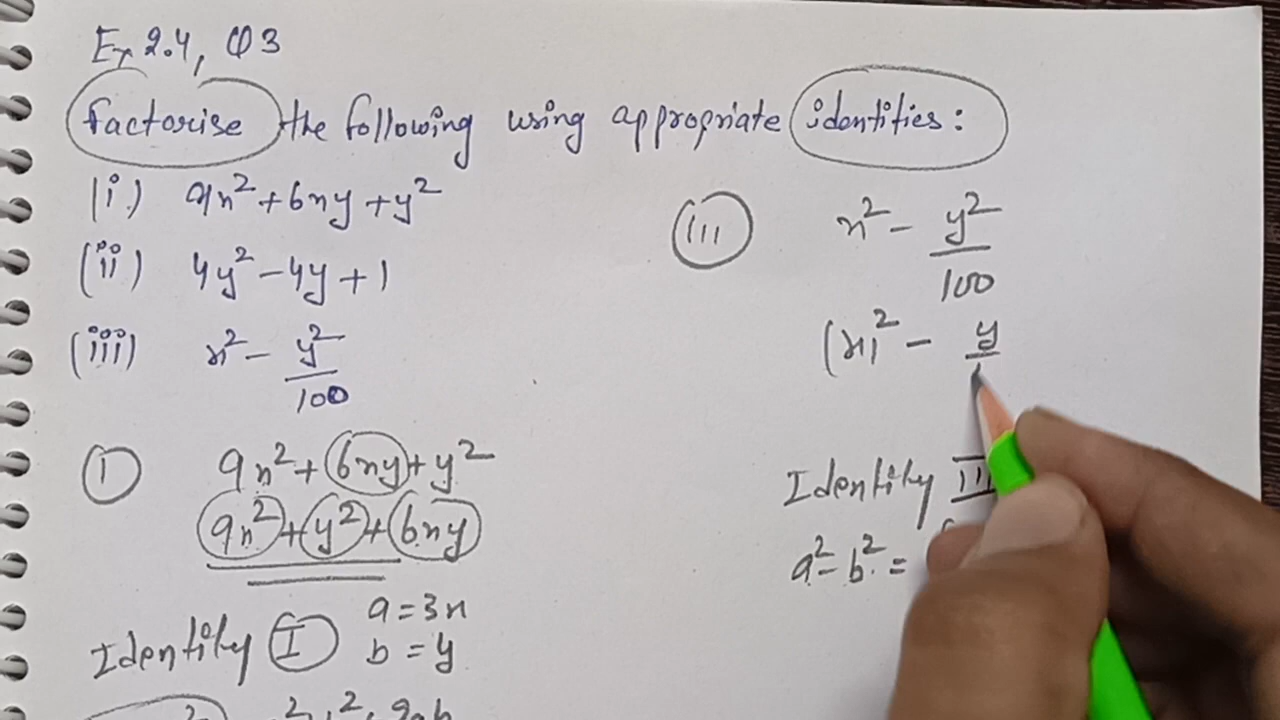 Ex 2.4, Q3
factorise the following using appropriate identities:
(i) 9x² + 6xy + y²
(ii) 4y² - 4y + 1
(iii) x² - y²/100
(I) 9x² + 6xy + y²
9x² + y² + 6xy
a = 3x
Identity I b = y
(III) x² - y²/100
(x)² - y/
Identity III
a² - b² =